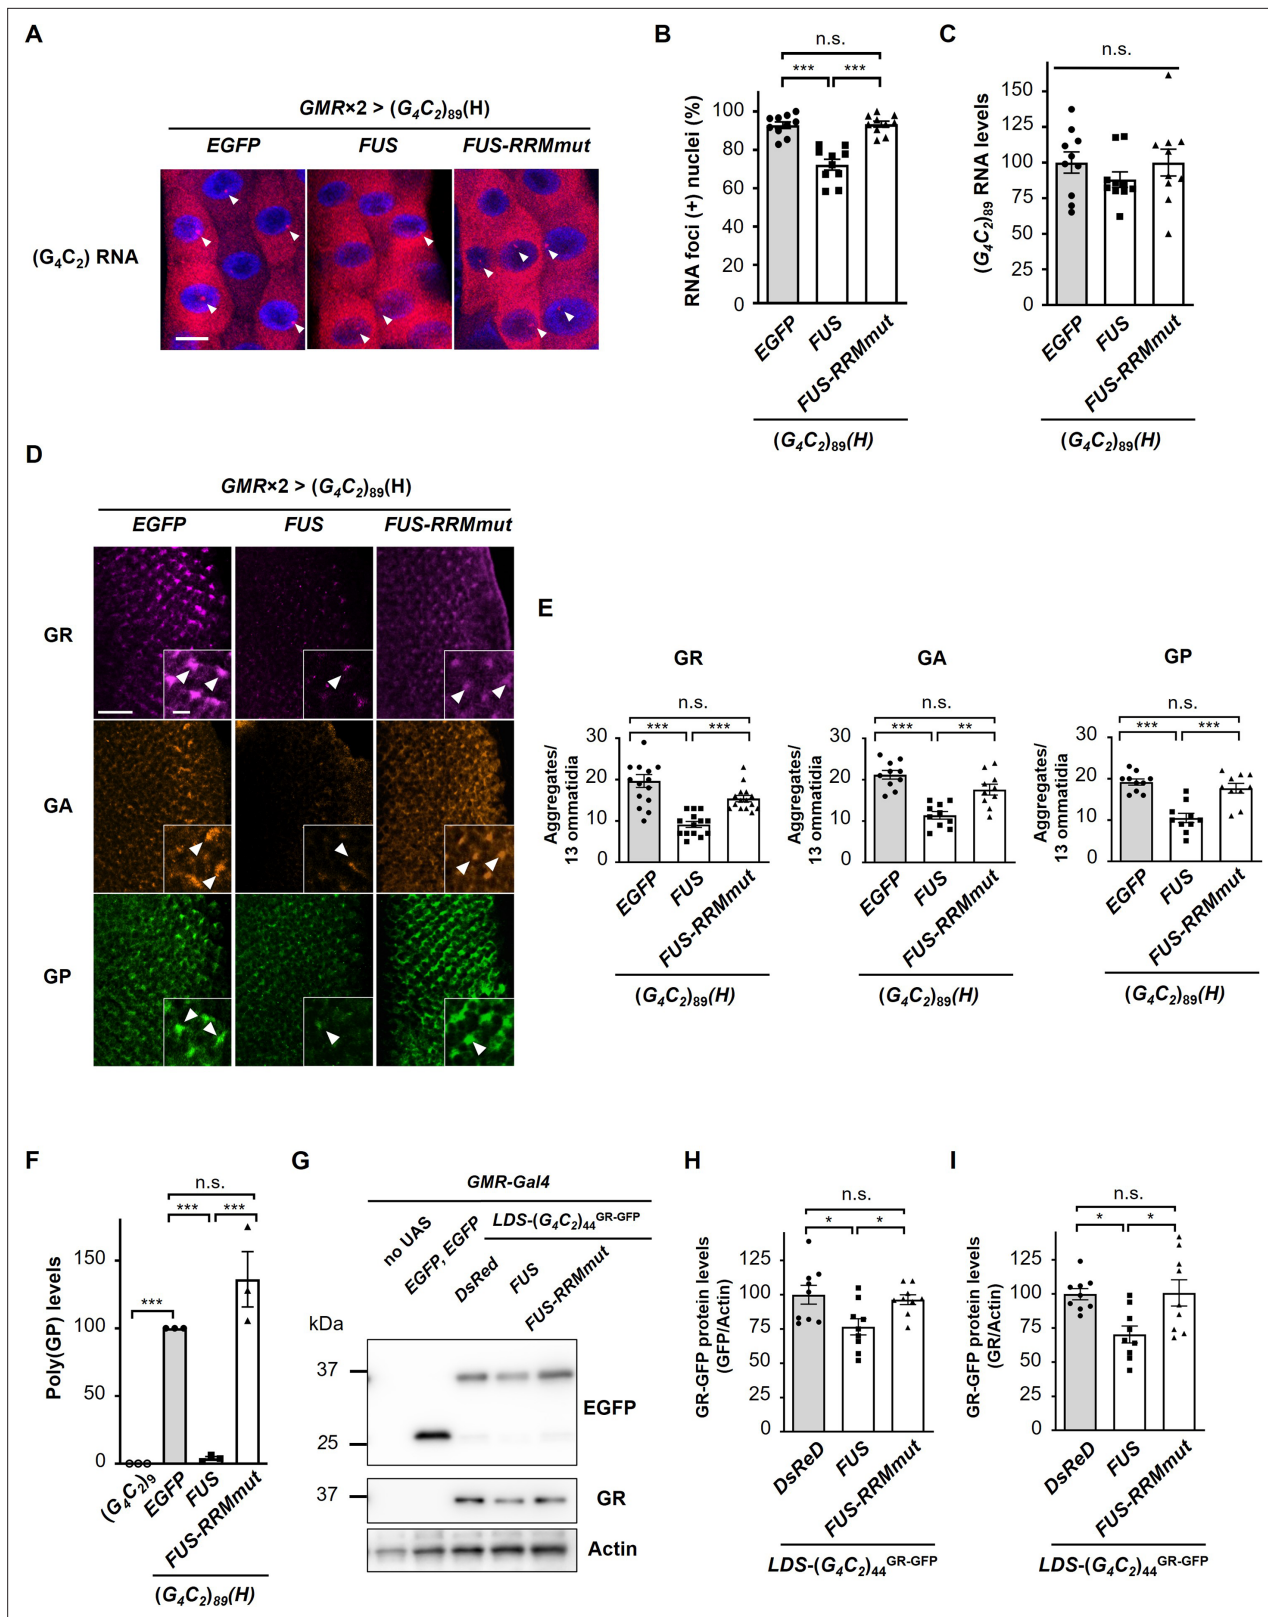 A
GMR×2 > (G₄C₂)₈₉(H)
EGFP FUS FUS-RRMmut
(G₄C₂) RNA
B
n.s.
*** ***
RNA foci (+) nuclei (%)
100
80
60
40
20
0
EGFP
FUS
FUS-RRMmut
(G₄C₂)₈₉(H)
C
n.s.
(G₄C₂)₈₉ RNA levels
150
125
100
75
50
25
0
EGFP
FUS
FUS-RRMmut
(G₄C₂)₈₉(H)
D
GMR×2 > (G₄C₂)₈₉(H)
EGFP FUS FUS-RRMmut
GR
GA
GP
E
GR
n.s.
*** ***
Aggregates/
13 ommatidia
30
20
10
0
EGFP
FUS
FUS-RRMmut
(G₄C₂)₈₉(H)
GA
n.s.
*** **
Aggregates/
13 ommatidia
30
20
10
0
EGFP
FUS
FUS-RRMmut
(G₄C₂)₈₉(H)
GP
n.s.
*** ***
Aggregates/
13 ommatidia
30
20
10
0
EGFP
FUS
FUS-RRMmut
(G₄C₂)₈₉(H)
F
n.s.
*** ***
***
Poly(GP) levels
150
100
50
0
(G₄C₂)₉
EGFP
FUS
FUS-RRMmut
(G₄C₂)₈₉(H)
G
GMR-Gal4
LDS-(G₄C₂)₄₄GR-GFP
no UAS
EGFP, EGFP
DsRed
FUS
FUS-RRMmut
kDa
37
25
EGFP
37
GR
Actin
H
n.s.
* *
GR-GFP protein levels
(GFP/Actin)
125
100
75
50
25
0
DsReD
FUS
FUS-RRMmut
LDS-(G₄C₂)₄₄GR-GFP
I
n.s.
* *
GR-GFP protein levels
(GR/Actin)
125
100
75
50
25
0
DsReD
FUS
FUS-RRMmut
LDS-(G₄C₂)₄₄GR-GFP